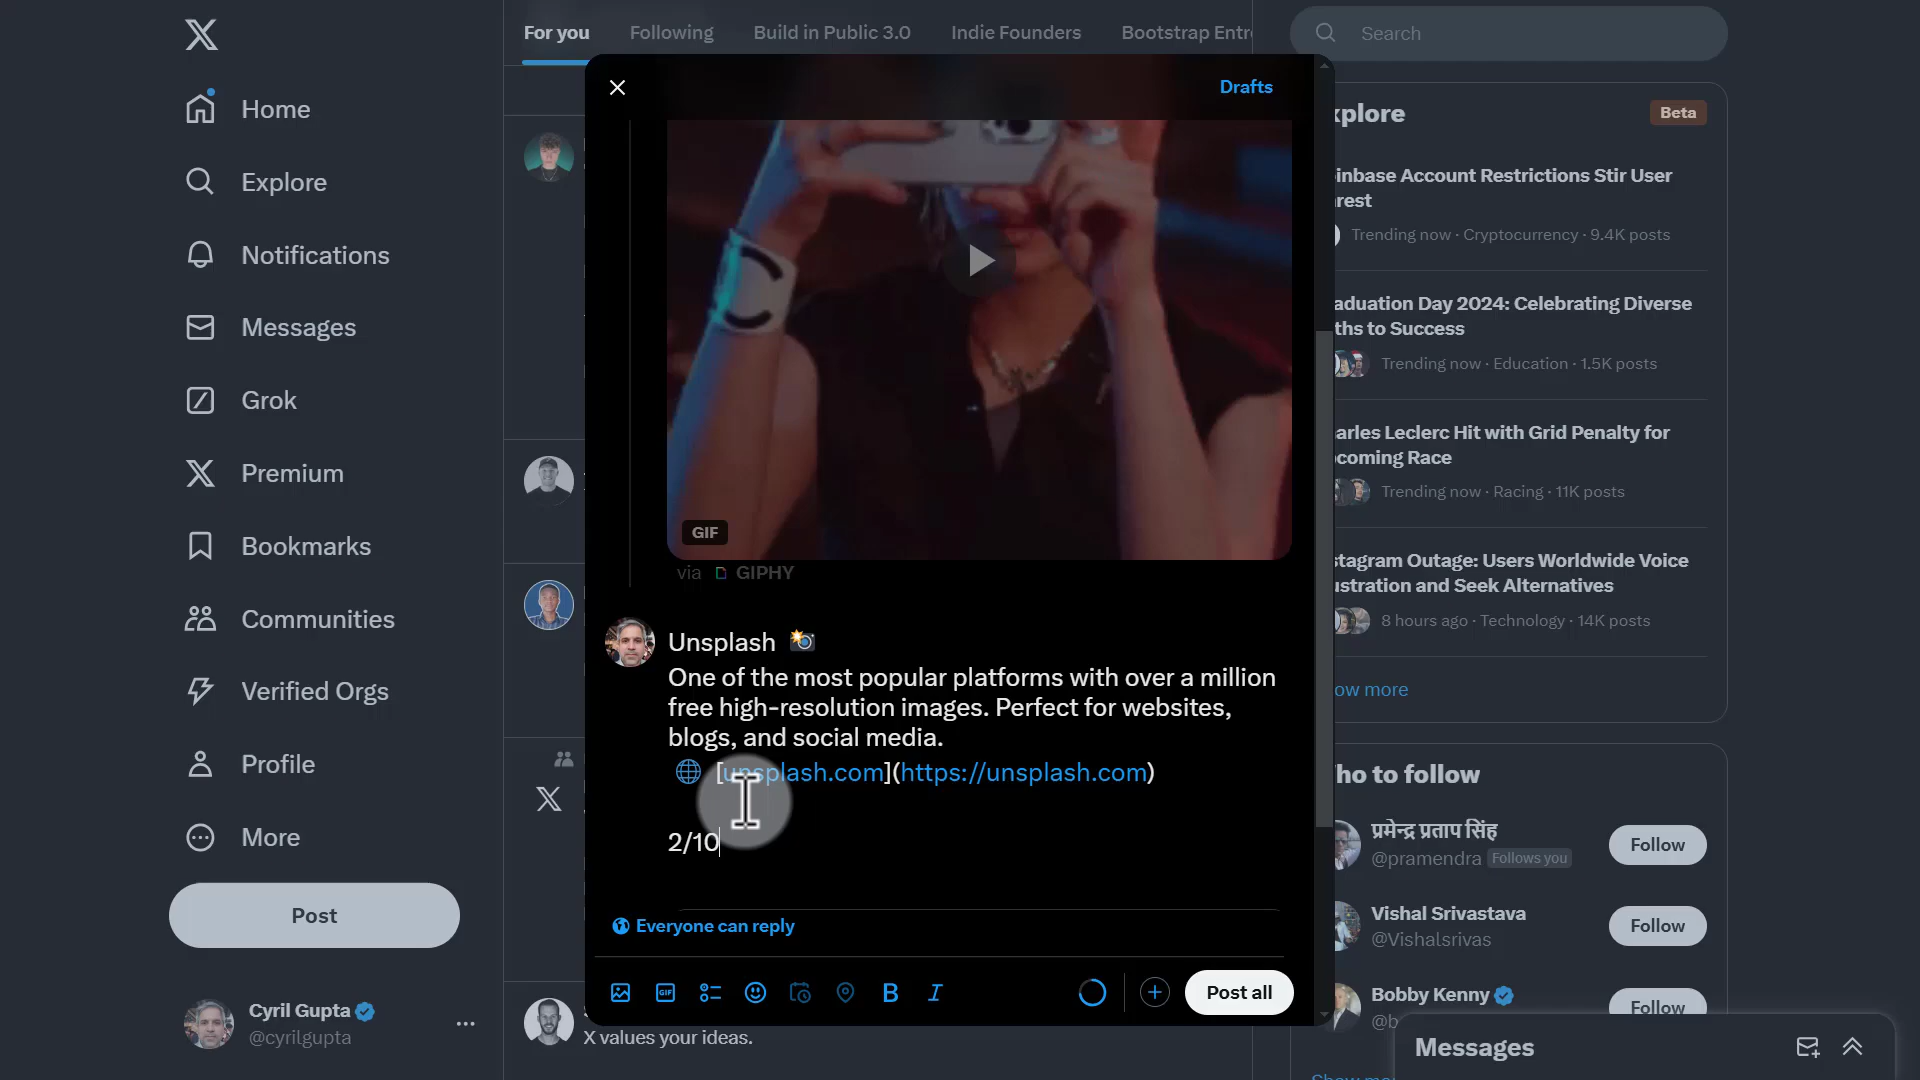 Home
Explore
Notifications
Messages
Grok
Premium
Bookmarks
Communities
Verified Orgs
Profile
More
Post
Cyril Gupta
@cyrilgupta
For you
Following
Build in Public 3.0
Indie Founders
Bootstrap Entr
Drafts
GIF
via GIPHY
Unsplash
One of the most popular platforms with over a million
free high-resolution images. Perfect for websites,
blogs, and social media.
[unsplash.com](https://unsplash.com)
2/10
Everyone can reply
GIF
B I
Post all
X values your ideas.
Search
xplore
Beta
inbase Account Restrictions Stir User
rest
Trending now · Cryptocurrency · 9.4K posts
aduation Day 2024: Celebrating Diverse
ths to Success
Trending now · Education · 1.5K posts
arles Leclerc Hit with Grid Penalty for
coming Race
Trending now · Racing · 11K posts
stagram Outage: Users Worldwide Voice
ustration and Seek Alternatives
8 hours ago · Technology · 14K posts
ow more
ho to follow
प्रमेन्द्र प्रताप सिंह
@pramendra Follows you
Follow
Vishal Srivastava
@Vishalsrivas
Follow
Bobby Kenny
Follow
Messages